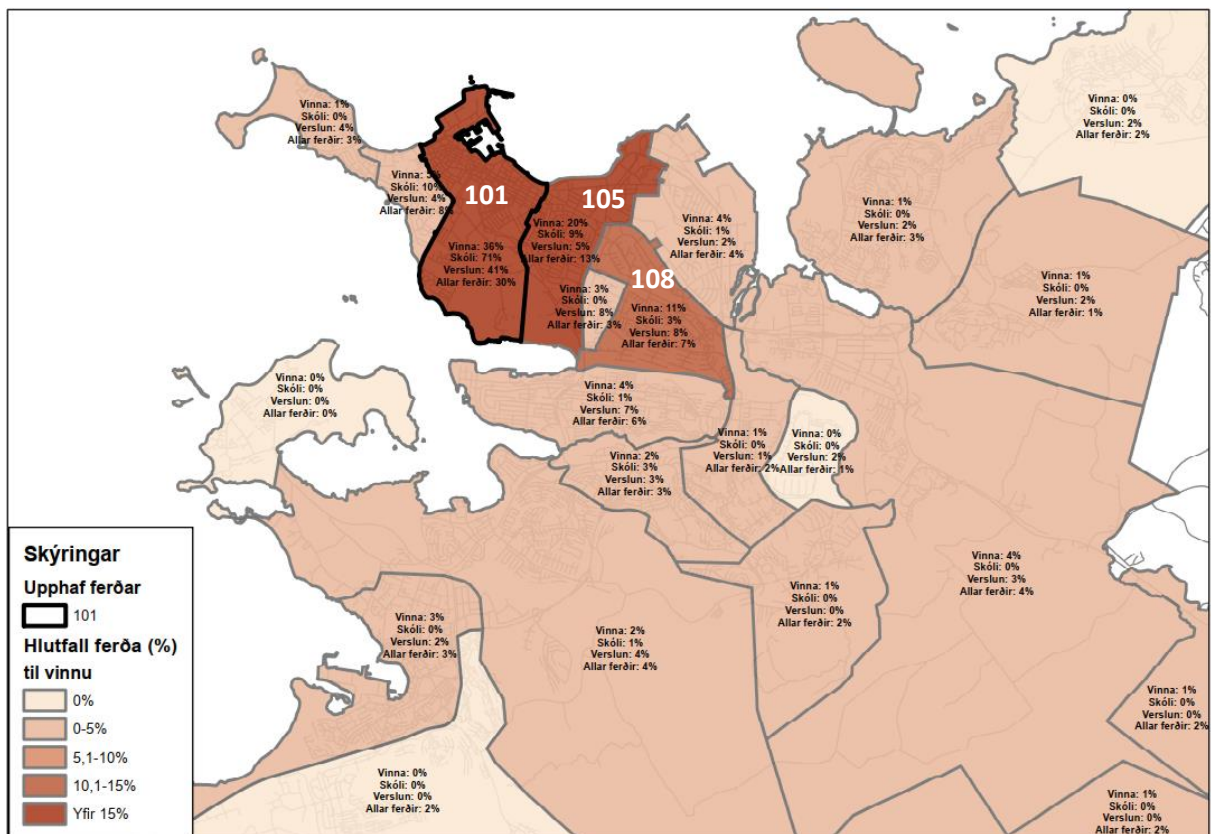 Vinna: 0%
Skóli: 0%
Verslun: 2%
Allar ferðir: 2%
Vinna: 1%
Skóli: 0%
Verslun: 4%
Allar ferðir: 3%
Vinna: 5%
Skóli: 10%
Verslun: 4%
Allar ferðir: 8%
101
Vinna: 36%
Skóli: 71%
Verslun: 41%
Allar ferðir: 30%
105
Vinna: 20%
Skóli: 9%
Verslun: 5%
Allar ferðir: 13%
Vinna: 4%
Skóli: 1%
Verslun: 2%
Allar ferðir: 4%
Vinna: 1%
Skóli: 0%
Verslun: 2%
Allar ferðir: 3%
Vinna: 1%
Skóli: 0%
Verslun: 2%
Allar ferðir: 1%
108
Vinna: 3%
Skóli: 0%
Verslun: 8%
Allar ferðir: 3%
Vinna: 11%
Skóli: 3%
Verslun: 8%
Allar ferðir: 7%
Vinna: 0%
Skóli: 0%
Verslun: 0%
Allar ferðir: 0%
Vinna: 4%
Skóli: 1%
Verslun: 7%
Allar ferðir: 6%
Vinna: 1%
Skóli: 0%
Verslun: 1%
Allar ferðir: 2%
Vinna: 0%
Skóli: 0%
Verslun: 2%
Allar ferðir: 1%
Vinna: 2%
Skóli: 3%
Verslun: 3%
Allar ferðir: 3%
Vinna: 4%
Skóli: 0%
Verslun: 3%
Allar ferðir: 4%
Vinna: 1%
Skóli: 0%
Verslun: 0%
Allar ferðir: 2%
Vinna: 3%
Skóli: 0%
Verslun: 2%
Allar ferðir: 3%
Vinna: 2%
Skóli: 1%
Verslun: 4%
Allar ferðir: 4%
Vinna: 1%
Skóli: 0%
Verslun: 0%
Allar ferðir: 2%
Vinna: 0%
Skóli: 0%
Verslun: 0%
Allar ferðir: 2%
Vinna: 1%
Skóli: 0%
Verslun: 0%
Allar ferðir: 2%
Skýringar
Upphaf ferðar
101
Hlutfall ferða (%)
til vinnu
0%
0-5%
5,1-10%
10,1-15%
Yfir 15%